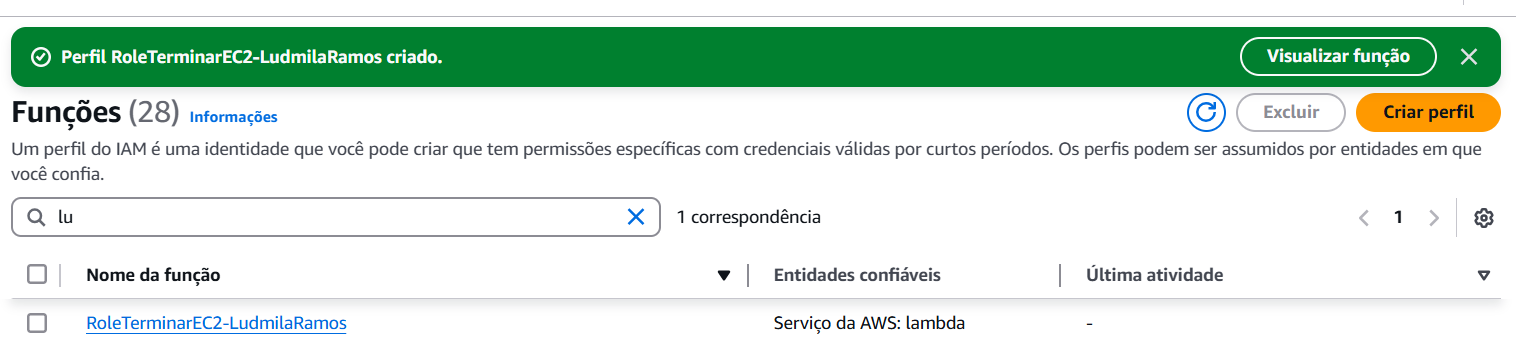 Perfil RoleTerminarEC2-LudmilaRamos criado.
Visualizar função
Funções (28) Informações
Excluir
Criar perfil
Um perfil do IAM é uma identidade que você pode criar que tem permissões específicas com credenciais válidas por curtos períodos. Os perfis podem ser assumidos por entidades em que
você confia.
lu
1 correspondência
1
Nome da função
Entidades confiáveis
Última atividade
RoleTerminarEC2-LudmilaRamos
Serviço da AWS: lambda
-